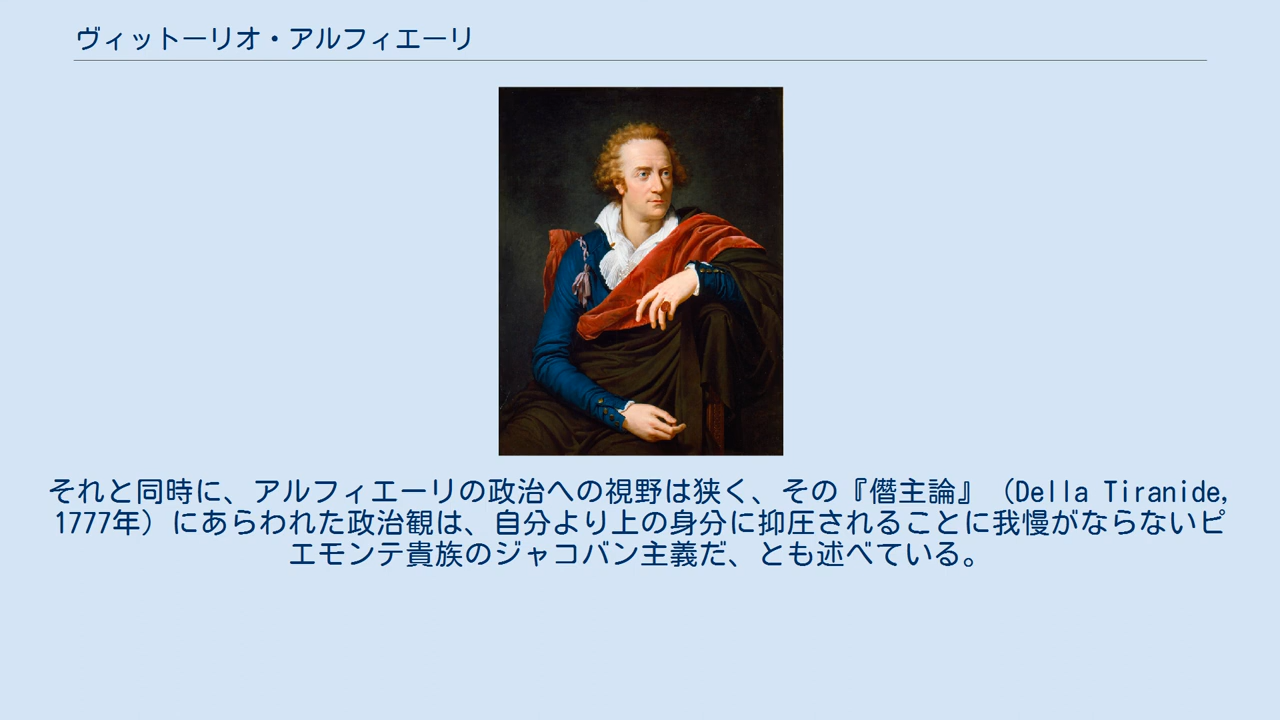 ヴィットーリオ・アルフィエーリ
それと同時に、アルフィエーリの政治への視野は狭く、その『僭主論』（Della Tiranide,
1777年）にあらわれた政治観は、自分より上の身分に抑圧されることに我慢がならないピ
エモンテ貴族のジャコバン主義だ、とも述べている。